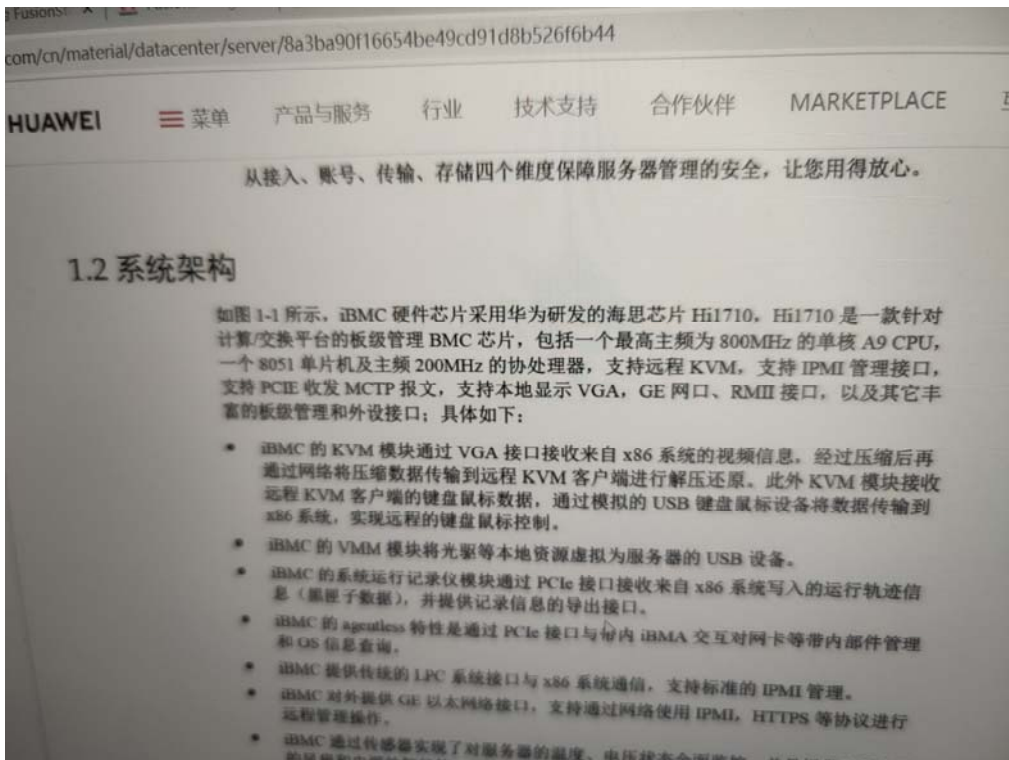 FusionS
com/cn/material/datacenter/server/8a3ba90f16654be49cd91d8b526f6b44
HUAWEI 菜单 产品与服务 行业 技术支持 合作伙伴 MARKETPLACE
从接入、账号、传输、存储四个维度保障服务器管理的安全，让您用得放心。
1.2 系统架构
如图 1-1 所示，iBMC 硬件芯片采用华为研发的海思芯片 Hi1710，Hi1710 是一款针对
计算/交换平台的板级管理 BMC 芯片，包括一个最高主频为 800MHz 的单核 A9 CPU，
一个 8051 单片机及主频 200MHz 的协处理器，支持远程 KVM，支持 IPMI 管理接口，
支持 PCIE 收发 MCTP 报文，支持本地显示 VGA，GE 网口、RMII 接口，以及其它丰
富的板级管理和外设接口；具体如下：
• iBMC 的 KVM 模块通过 VGA 接口接收来自 x86 系统的视频信息，经过压缩后再
通过网络将压缩数据传输到远程 KVM 客户端进行解压还原。此外 KVM 模块接收
远程 KVM 客户端的键盘鼠标数据，通过模拟的 USB 键盘鼠标设备将数据传输到
x86 系统，实现远程的键盘鼠标控制。
• iBMC 的 VMM 模块将光驱等本地资源虚拟为服务器的 USB 设备。
• iBMC 的系统运行记录仪模块通过 PCIe 接口接收来自 x86 系统写入的运行轨迹信
息（黑匣子数据），并提供记录信息的导出接口。
• iBMC 的 agentless 特性是通过 PCIe 接口与带内 iBMA 交互对网卡等带内部件管理
和 OS 信息查询。
• iBMC 提供传统的 LPC 系统接口与 x86 系统通信，支持标准的 IPMI 管理。
• iBMC 对外提供 GE 以太网络接口，支持通过网络使用 IPMI，HTTPS 等协议进行
远程管理操作。
• iBMC 通过传感器实现了对服务器的温度、电压状态全面监控